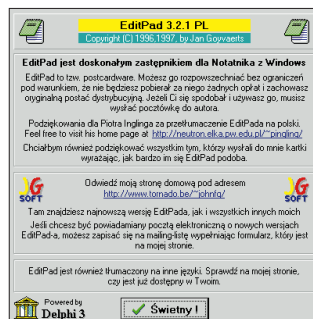 EditPad 3.2.1 PL
Copyright (C) 1996,1997, by Jan Goyvaerts
EditPad jest doskonałym zastępnikiem dla Notatnika z Windows
EditPad to tzw. postcardware. Możesz go rozpowszechniać bez ograniczeń
pod warunkiem, że nie będziesz pobierał za niego żadnych opłat i zachowasz
oryginalną postać dystrybucyjną. Jeżeli Ci się spodobał i używasz go, musisz
wysłać pocztówkę do autora.
Podziękowania dla Piotra Inglinga za przetłumaczenie EditPada na polski.
Feel free to visit his home page at http://neutron.elka.pw.edu.pl/~pingling/
Chciałbym również podziękować wszystkim tym, którzy wysłali do mnie kartki
wyrażając, jak bardzo im się EditPad podoba.
JG SOFT
Odwiedź moją stronę domową pod adresem
http://www.tornado.be/~johnfg/
JG SOFT
Tam znajdziesz najnowszą wersję EditPada, jak i wszystkich innych moich
Jeśli chcesz być powiadamiany pocztą elektroniczną o nowych wersjach
EditPad-a, możesz zapisać się na mailing-listę wypełniając formularz, który jest
na mojej stronie.
EditPad jest również tłumaczony na inne języki. Sprawdź na mojej stronie,
czy jest już dostępny w Twoim.
Powered by
Delphi 3
Świetny !